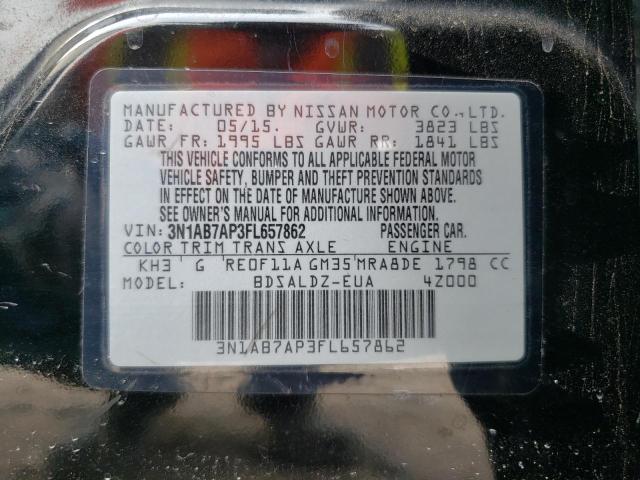 MANUFACTURED BY NISSAN MOTOR CO., LTD.
DATE: 05/15. GVWR: 3823 LBS
GAWR FR: 1995 LBS GAWR RR: 1841 LBS
THIS VEHICLE CONFORMS TO ALL APPLICABLE FEDERAL MOTOR
VEHICLE SAFETY, BUMPER AND THEFT PREVENTION STANDARDS
IN EFFECT ON THE DATE OF MANUFACTURE SHOWN ABOVE.
SEE OWNER'S MANUAL FOR ADDITIONAL INFORMATION.
VIN: 3N1AB7AP3FL657862 PASSENGER CAR.
COLOR TRIM TRANS AXLE ENGINE
KH3 G RE0F11A GM35 MRA8DE 1798 CC
MODEL: BDSALDZ-EUA 4Z000
3N1AB7AP3FL657862